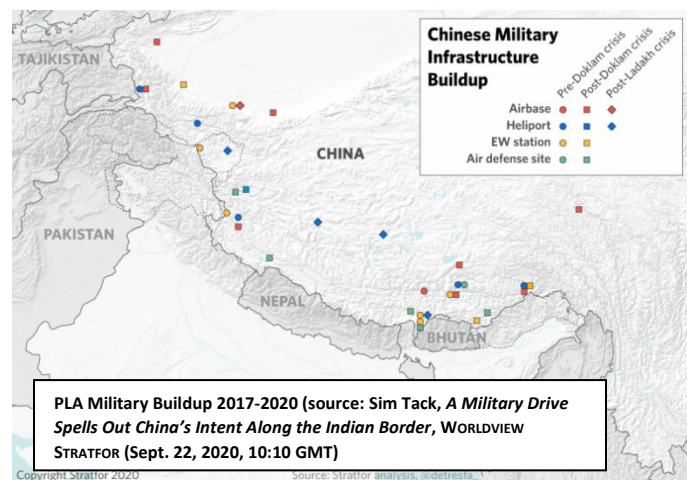 TAJIKISTAN
Chinese Military
Infrastructure
Buildup
Pre-Doklam crisis
Post-Doklam crisis
Post-Ladakh crisis
Airbase
Heliport
EW station
Air defense site
CHINA
PAKISTAN
NEPAL
BHUTAN
PLA Military Buildup 2017-2020 (source: Sim Tack, A Military Drive
Spells Out China’s Intent Along the Indian Border, WORLDVIEW
STRATFOR (Sept. 22, 2020, 10:10 GMT)
Copyright Stratfor 2020
Source: Stratfor analysis, @detresfa_